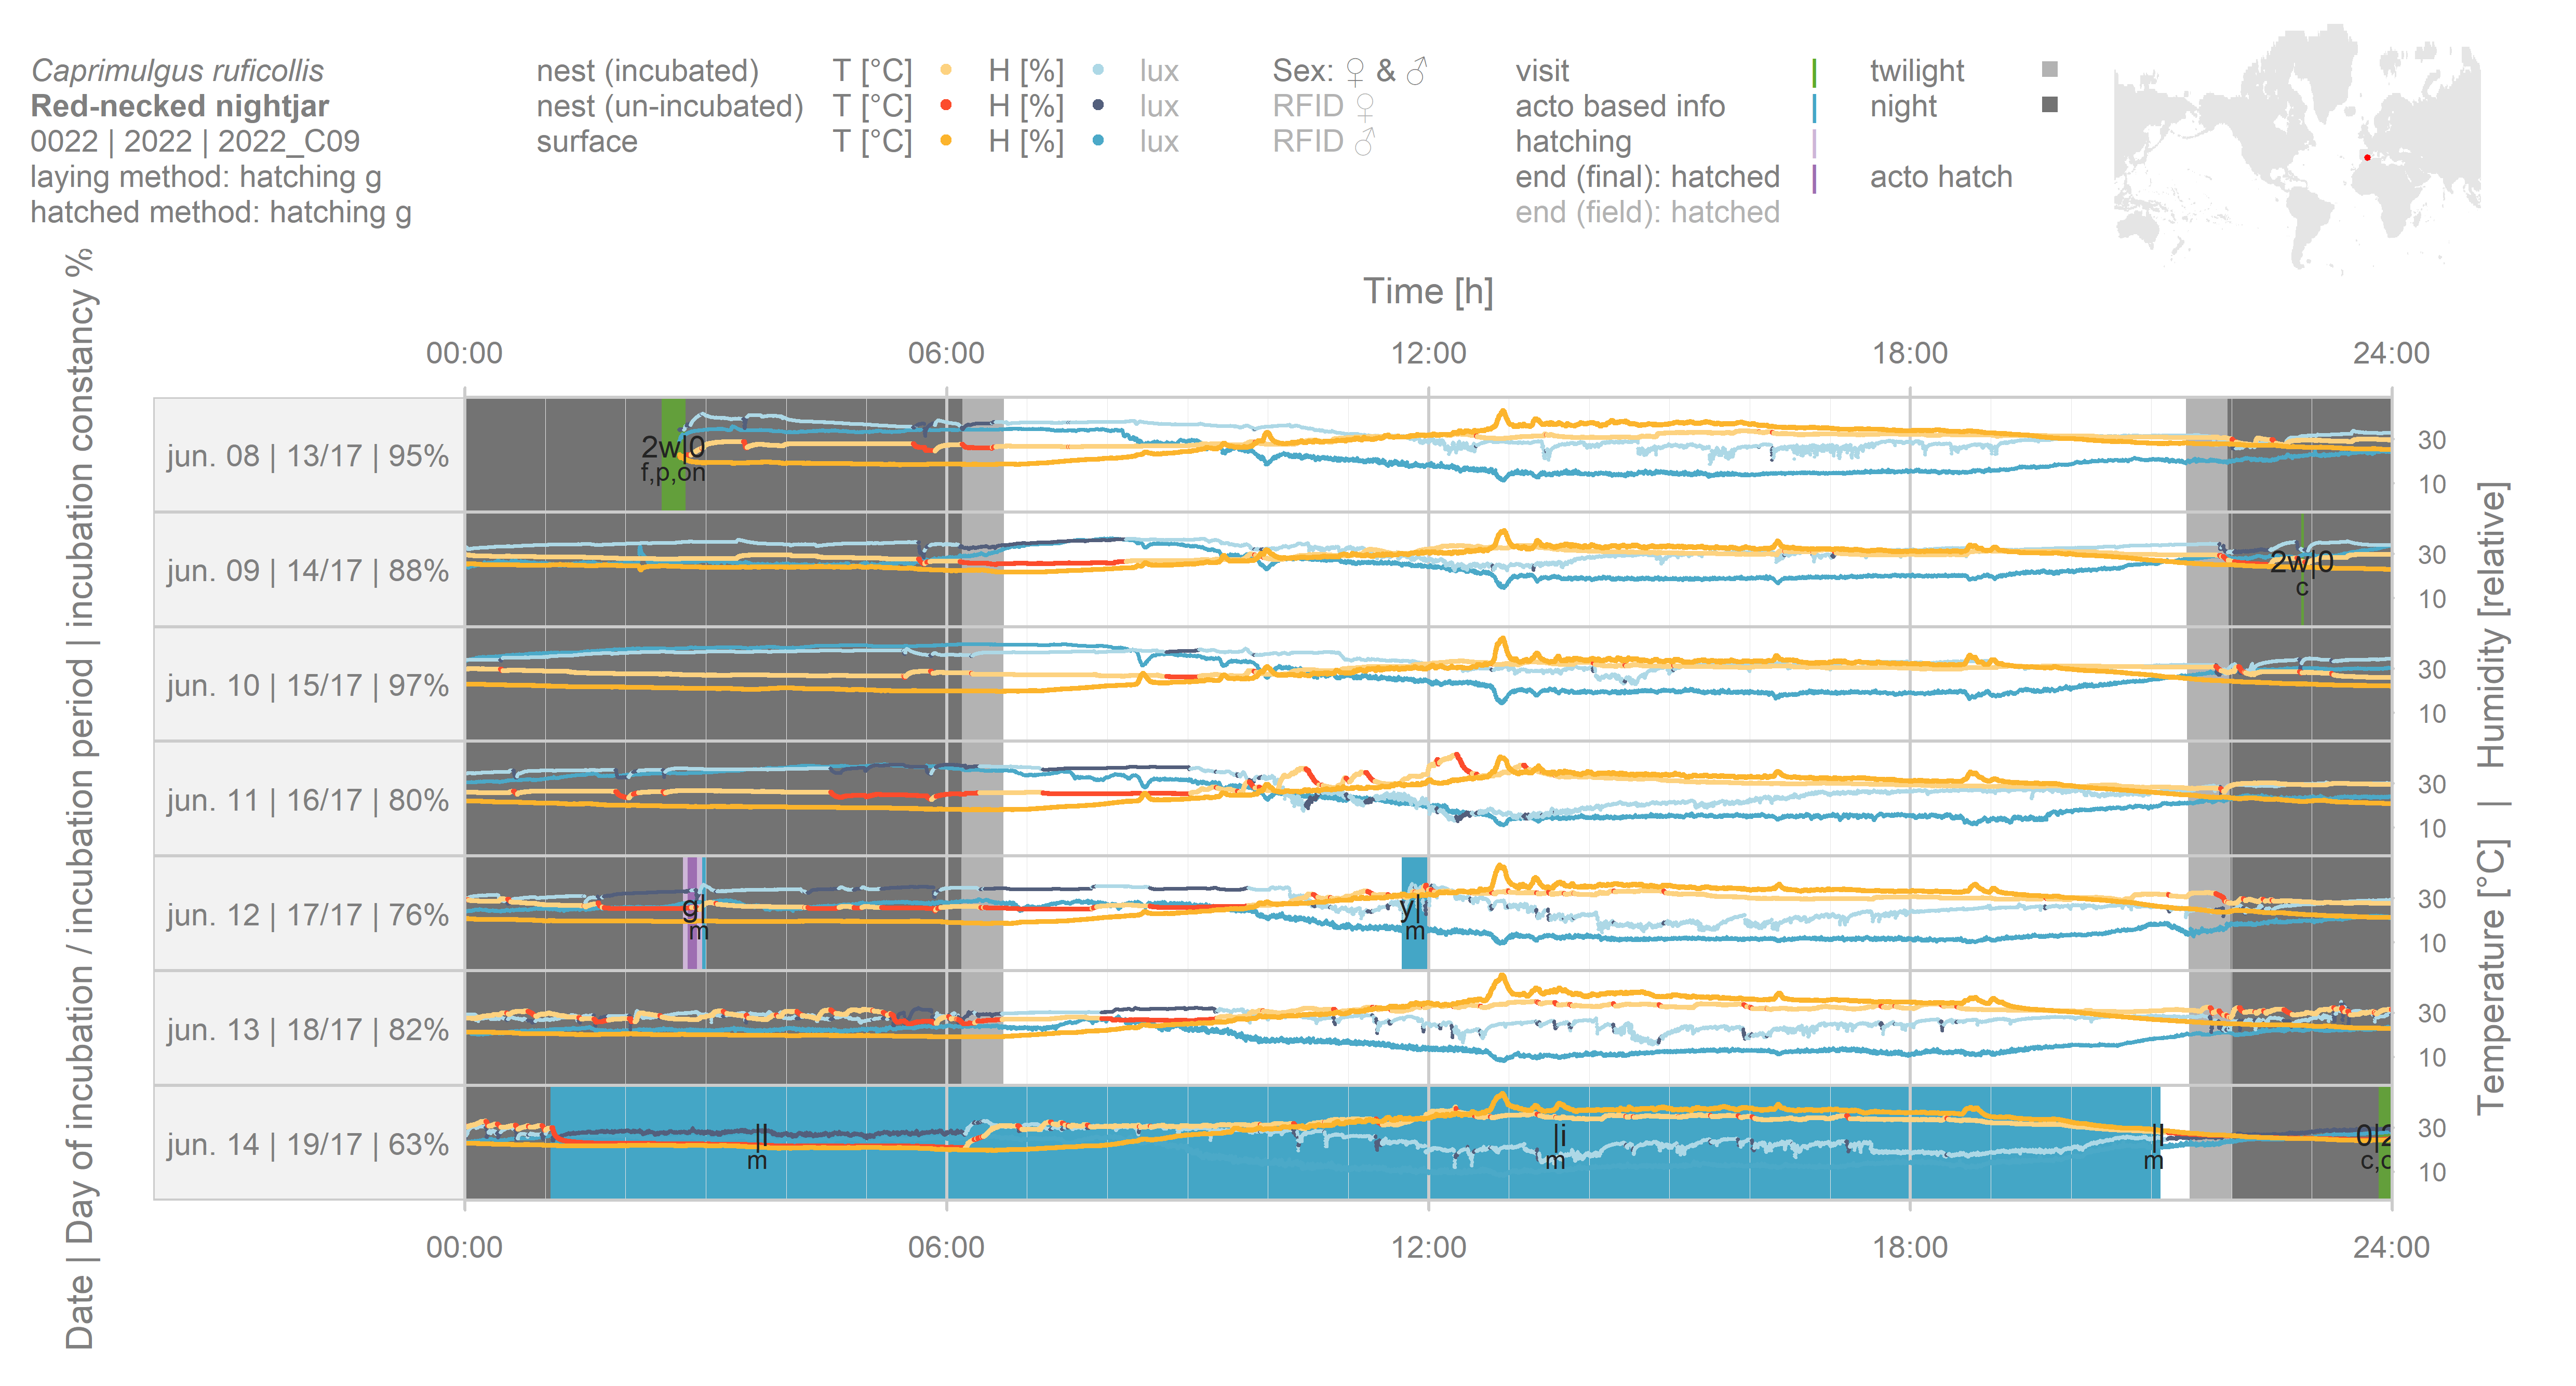 Caprimulgus ruficollis
Red-necked nightjar
0022 | 2022 | 2022_C09
laying method: hatching g
hatched method: hatching g
nest (incubated) T [°C] H [%] lux
nest (un-incubated) T [°C] H [%] lux
surface T [°C] H [%] lux
Sex: ♀ & ♂
RFID ♀
RFID ♂
visit
acto based info
hatching
end (final): hatched
end (field): hatched
twilight
night
acto hatch
Time [h]
00:00 06:00 12:00 18:00 24:00
Date | Day of incubation / incubation period | incubation constancy %
jun. 08 | 13/17 | 95%
2w|0
f,p,on
30
10
jun. 09 | 14/17 | 88%
2w|0
c
30
10
jun. 10 | 15/17 | 97%
30
10
jun. 11 | 16/17 | 80%
30
10
jun. 12 | 17/17 | 76%
g|
m
y|
m
30
10
jun. 13 | 18/17 | 82%
30
10
jun. 14 | 19/17 | 63%
||
m
|i
m
||
m
0|2
c,c
30
10
Temperature [°C] | Humidity [relative]
00:00 06:00 12:00 18:00 24:00